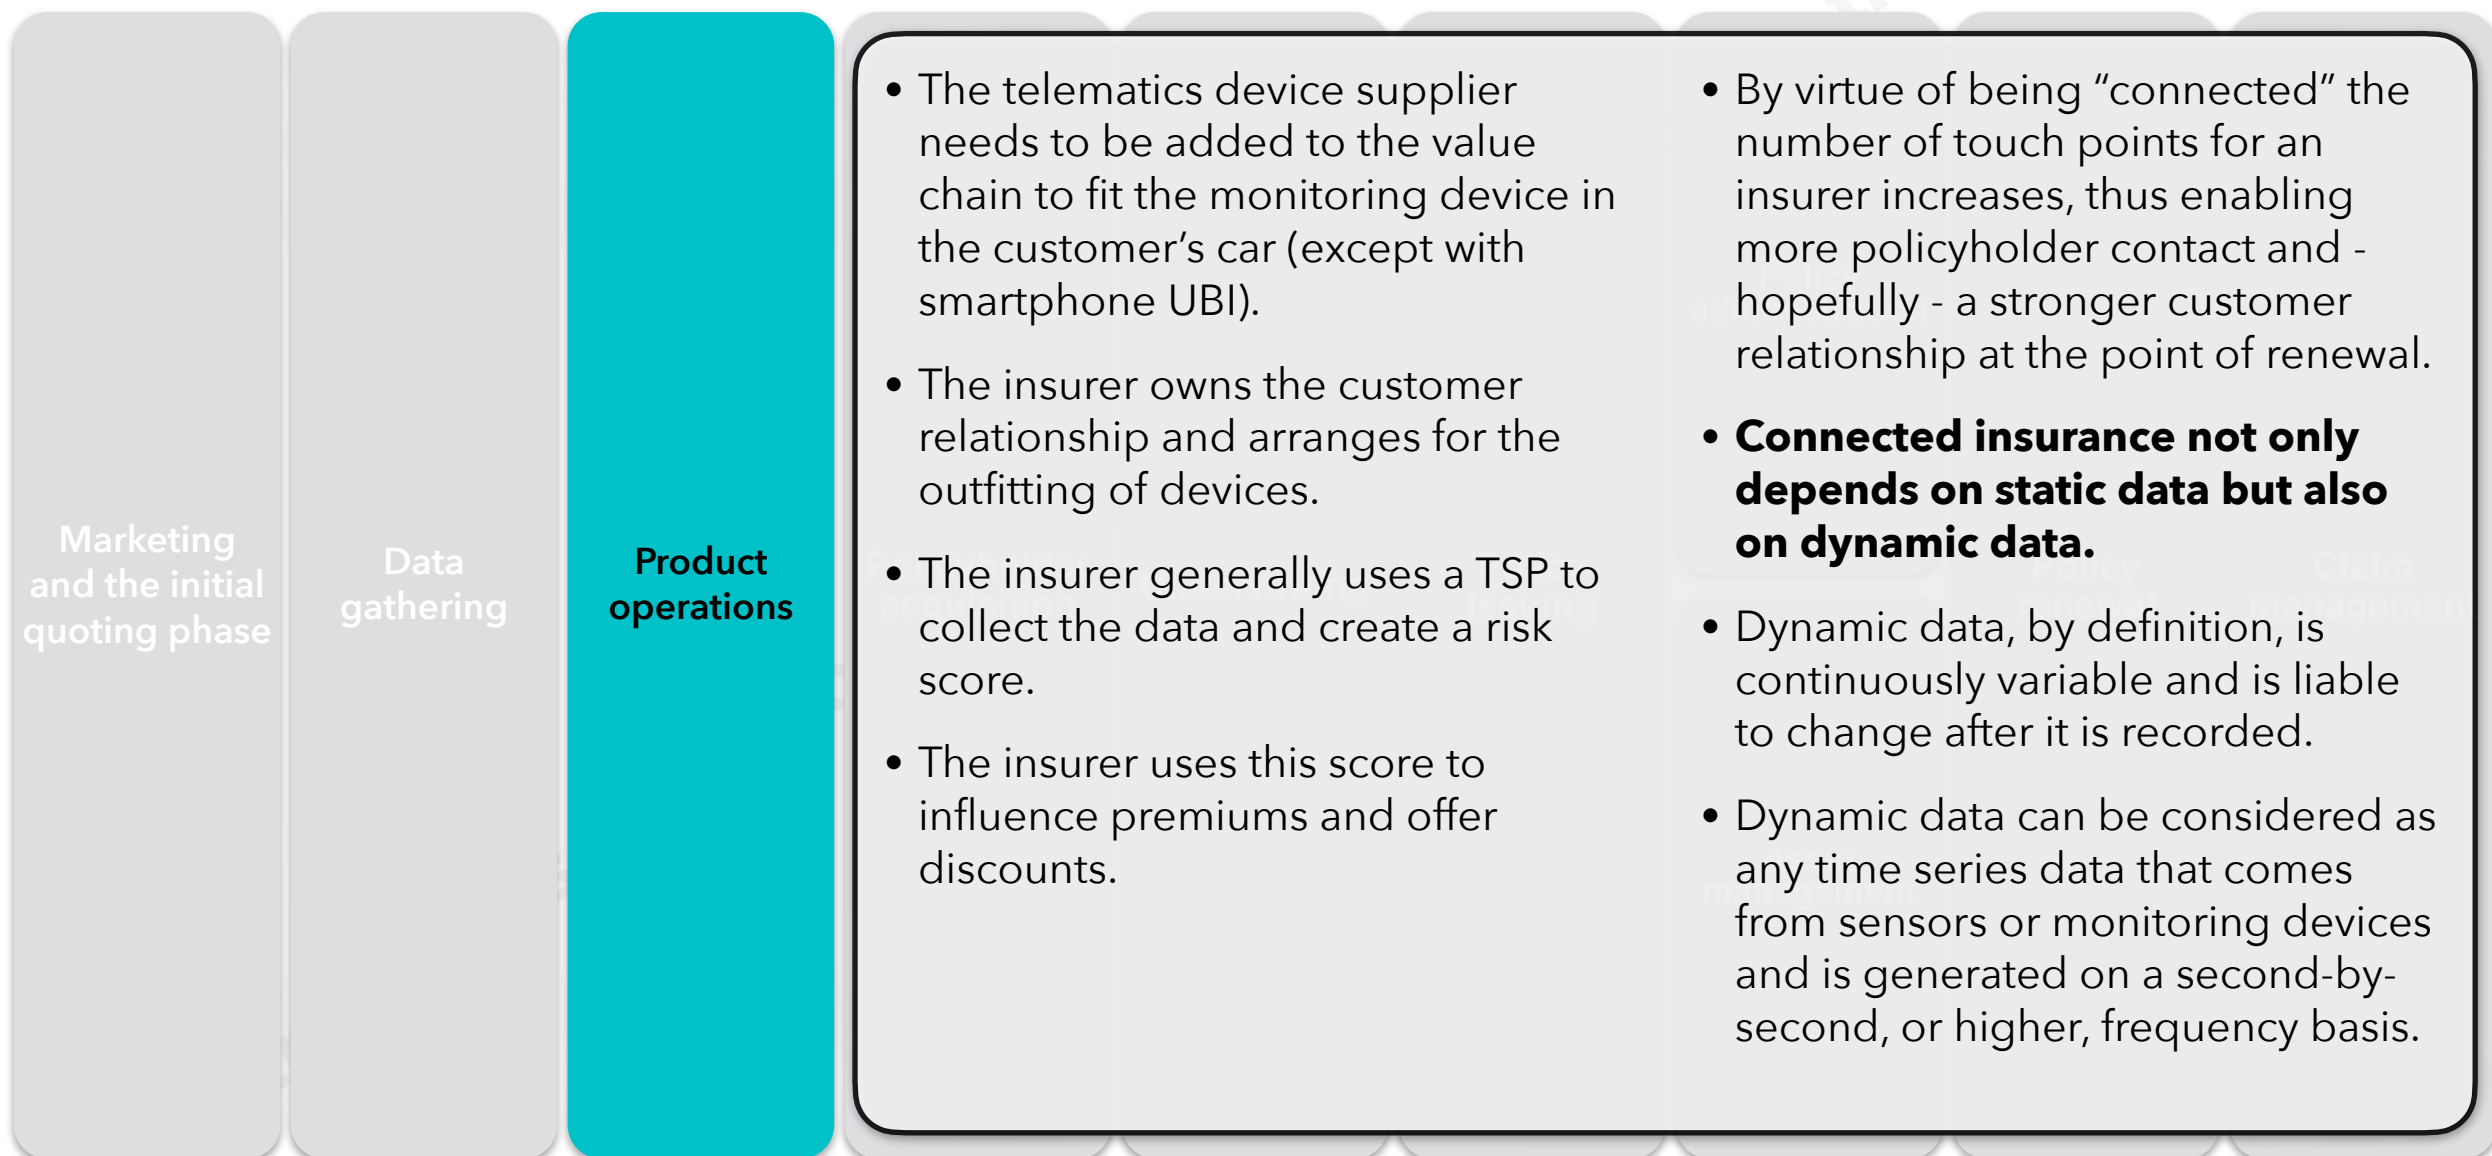 Marketing
and the initial
quoting phase
Data
gathering
Product
operations
• The telematics device supplier
needs to be added to the value
chain to fit the monitoring device in
the customer’s car (except with
smartphone UBI).
• The insurer owns the customer
relationship and arranges for the
outfitting of devices.
• The insurer generally uses a TSP to
collect the data and create a risk
score.
• The insurer uses this score to
influence premiums and offer
discounts.
• By virtue of being “connected” the
number of touch points for an
insurer increases, thus enabling
more policyholder contact and -
hopefully - a stronger customer
relationship at the point of renewal.
• Connected insurance not only
depends on static data but also
on dynamic data.
• Dynamic data, by definition, is
continuously variable and is liable
to change after it is recorded.
• Dynamic data can be considered as
any time series data that comes
from sensors or monitoring devices
and is generated on a second-by-
second, or higher, frequency basis.
Policy
renewal
Claim
management